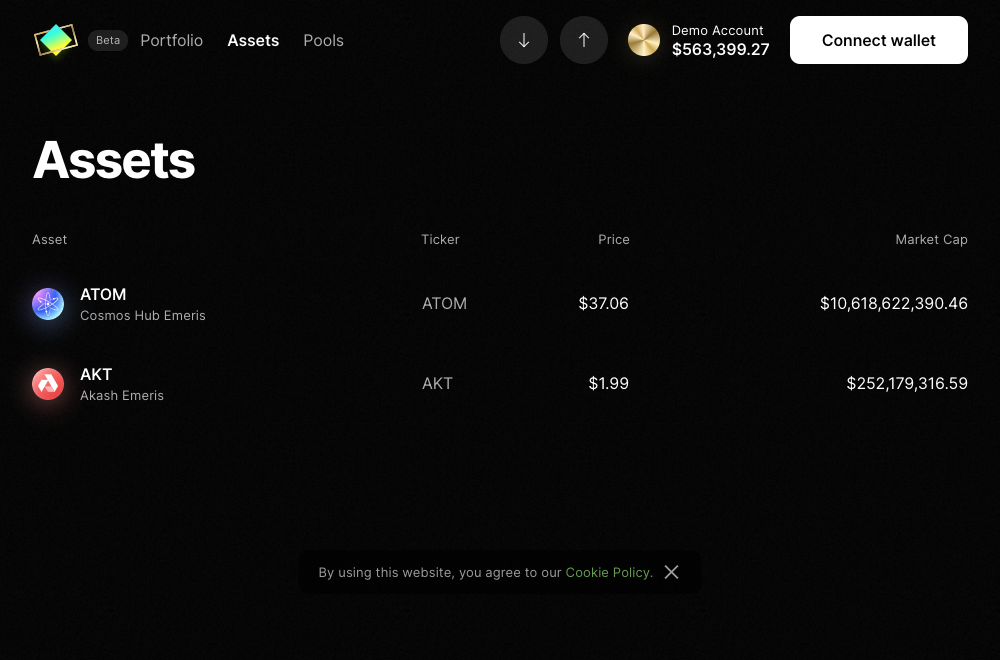 Beta
Portfolio
Assets
Pools
Demo Account
$563,399.27
Connect wallet
Assets
Asset
Ticker
Price
Market Cap
ATOM
Cosmos Hub Emeris
ATOM
$37.06
$10,618,622,390.46
AKT
Akash Emeris
AKT
$1.99
$252,179,316.59
By using this website, you agree to our Cookie Policy.